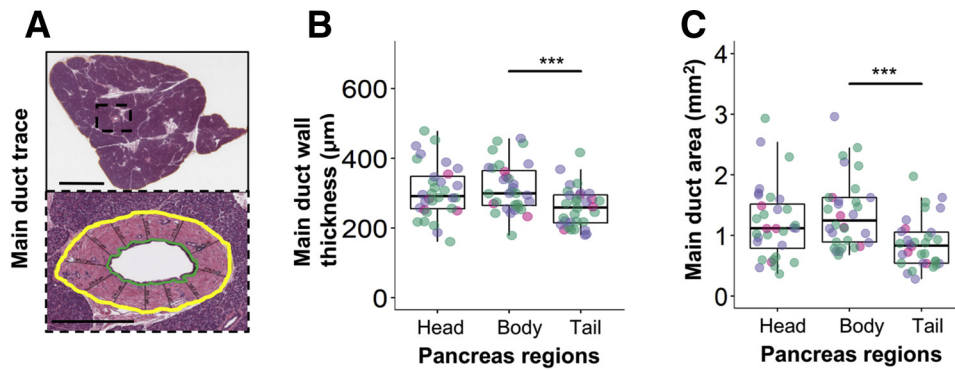 A
Main duct trace
B
Main duct wall
thickness (µm)
600
400
200
0
***
Head Body Tail
Pancreas regions
C
Main duct area (mm²)
4
3
2
1
0
***
Head Body Tail
Pancreas regions